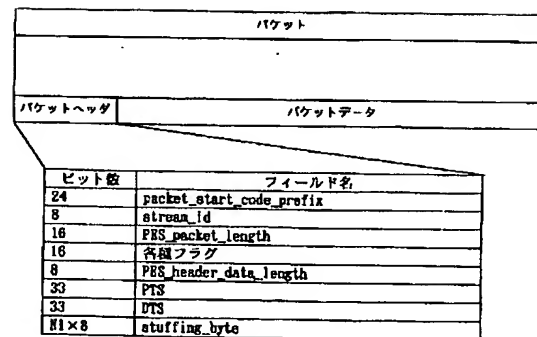 パケット
パケットヘッダ パケットデータ
ビット数 フィールド名
24 packet_start_code_prefix
8 stream_id
16 PES_packet_length
16 各種フラグ
8 PES_header_data_length
33 PTS
33 DTS
N1×8 stuffing_byte